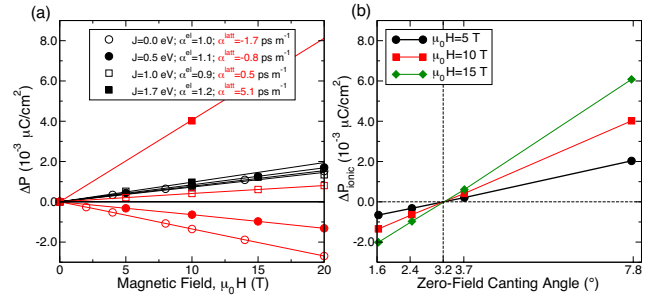 (a)
8.0
6.0
4.0
2.0
0.0
-2.0
ΔP (10⁻³ μC/cm²)
J=0.0 eV; α^el=1.0; α^latt=-1.7 ps m⁻¹
J=0.5 eV; α^el=1.1; α^latt=-0.8 ps m⁻¹
J=1.0 eV; α^el=0.9; α^latt=0.5 ps m⁻¹
J=1.7 eV; α^el=1.2; α^latt=5.1 ps m⁻¹
0 5 10 15 20
Magnetic Field, μ₀H (T)
(b)
8.0
6.0
4.0
2.0
0.0
-2.0
ΔP_ionic (10⁻³ μC/cm²)
μ₀H=5 T
μ₀H=10 T
μ₀H=15 T
1.6 2.4 3.2 3.7 7.8
Zero-Field Canting Angle (°)